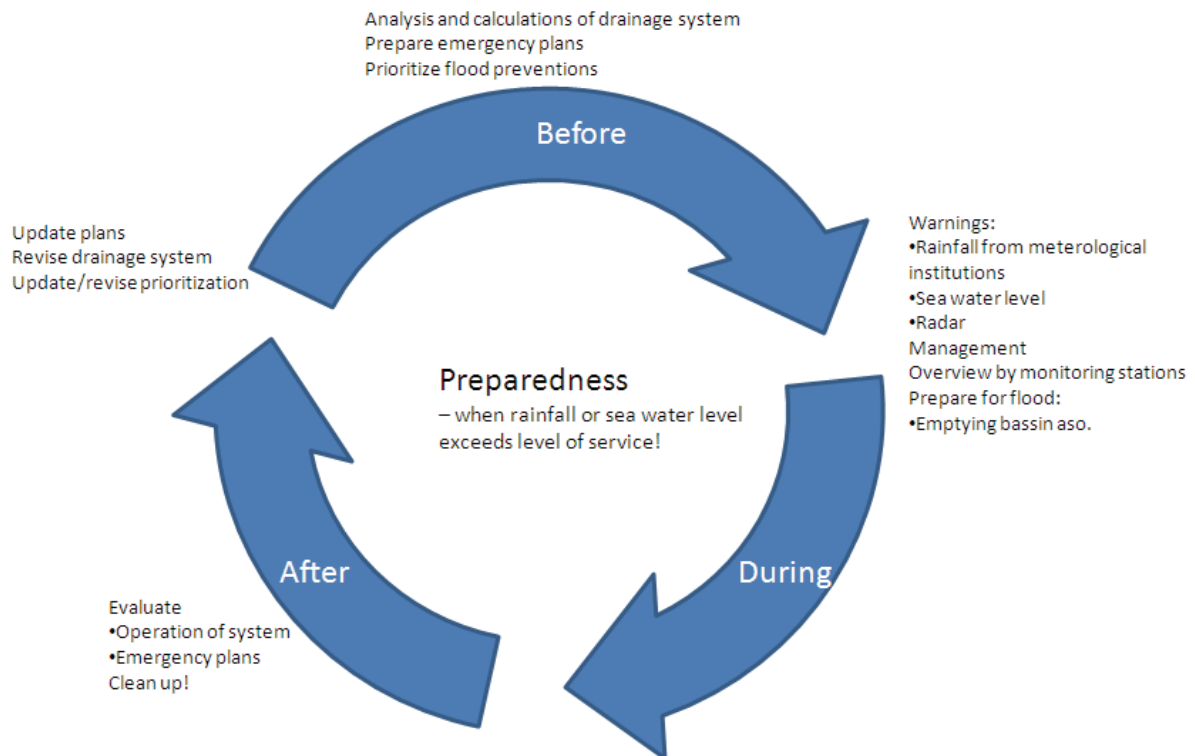 Analysis and calculations of drainage system
Prepare emergency plans
Prioritize flood preventions
Before
Warnings:
•Rainfall from meterological
institutions
•Sea water level
•Radar
Management
Overview by monitoring stations
Prepare for flood:
•Emptying bassin aso.
Update plans
Revise drainage system
Update/revise prioritization
Preparedness
– when rainfall or sea water level
exceeds level of service!
During
After
Evaluate
•Operation of system
•Emergency plans
Clean up!